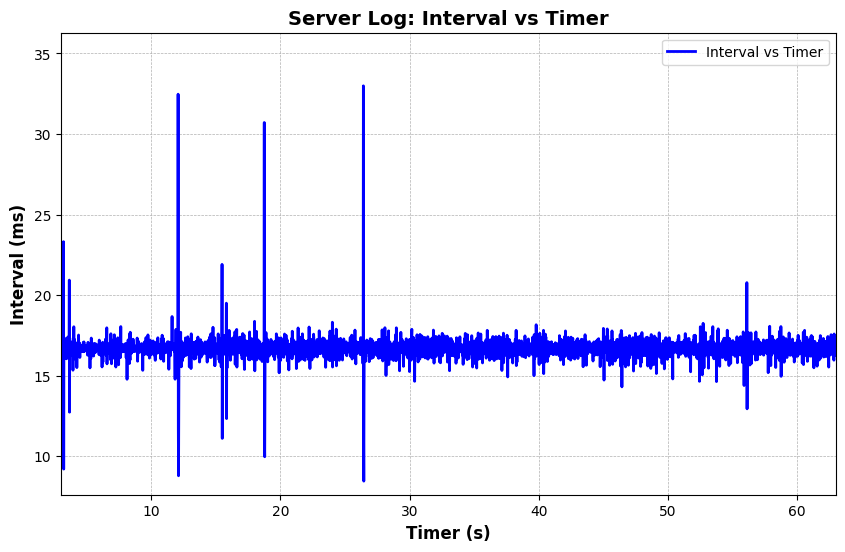 Server Log: Interval vs Timer
Interval vs Timer
35
30
25
20
15
10
Interval (ms)
10 20 30 40 50 60
Timer (s)